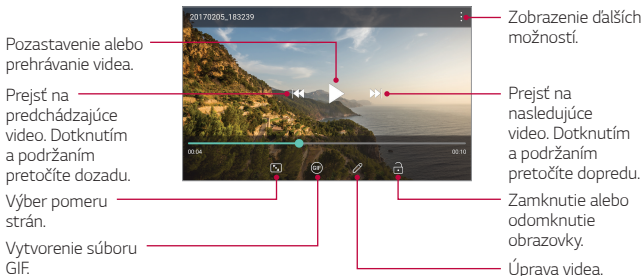 20170205_183239
Zobrazenie ďalších
možností.
Pozastavenie alebo
prehrávanie videa.
Prejsť na
predchádzajúce
video. Dotknutím
a podržaním
pretočíte dozadu.
Prejsť na
nasledujúce
video. Dotknutím
a podržaním
pretočíte dopredu.
00:04
00:10
GIF
Výber pomeru
strán.
Zamknutie alebo
odomknutie
obrazovky.
Vytvorenie súboru
GIF.
Úprava videa.